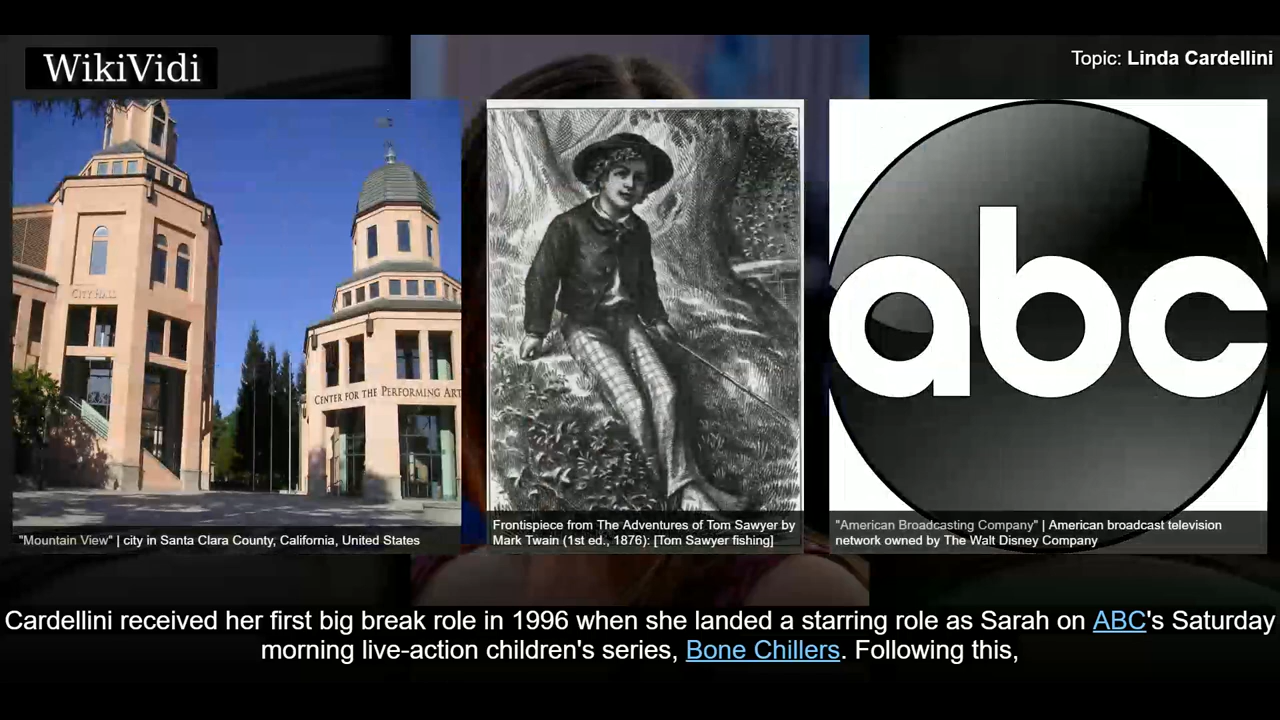 WikiVidi
Topic: Linda Cardellini
CITY HALL
CENTER FOR THE PERFORMING ART
abc
"Mountain View" | city in Santa Clara County, California, United States
Frontispiece from The Adventures of Tom Sawyer by
Mark Twain (1st ed., 1876): [Tom Sawyer fishing]
"American Broadcasting Company" | American broadcast television
network owned by The Walt Disney Company
Cardellini received her first big break role in 1996 when she landed a starring role as Sarah on ABC's Saturday
morning live-action children's series, Bone Chillers. Following this,